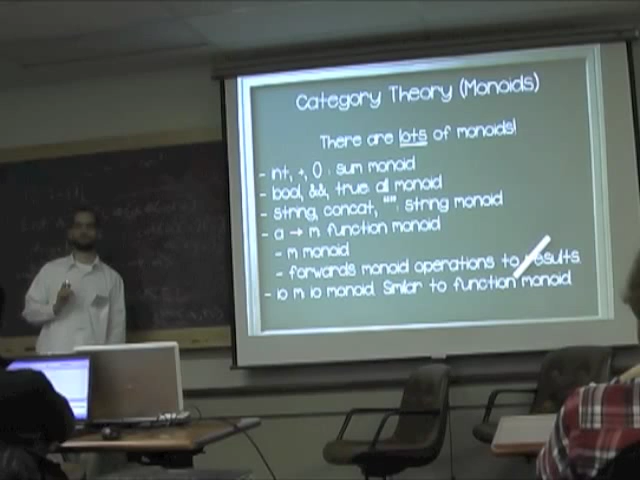 Category Theory (Monoids)
There are lots of monoids!
- int, +, 0 : sum monoid
- bool, &&, true: all monoid
- string, concat, "": string monoid
- a → m function monoid
- m monoid
- forwards monoid operations to results.
- io m io monoid. Similar to function monoid.